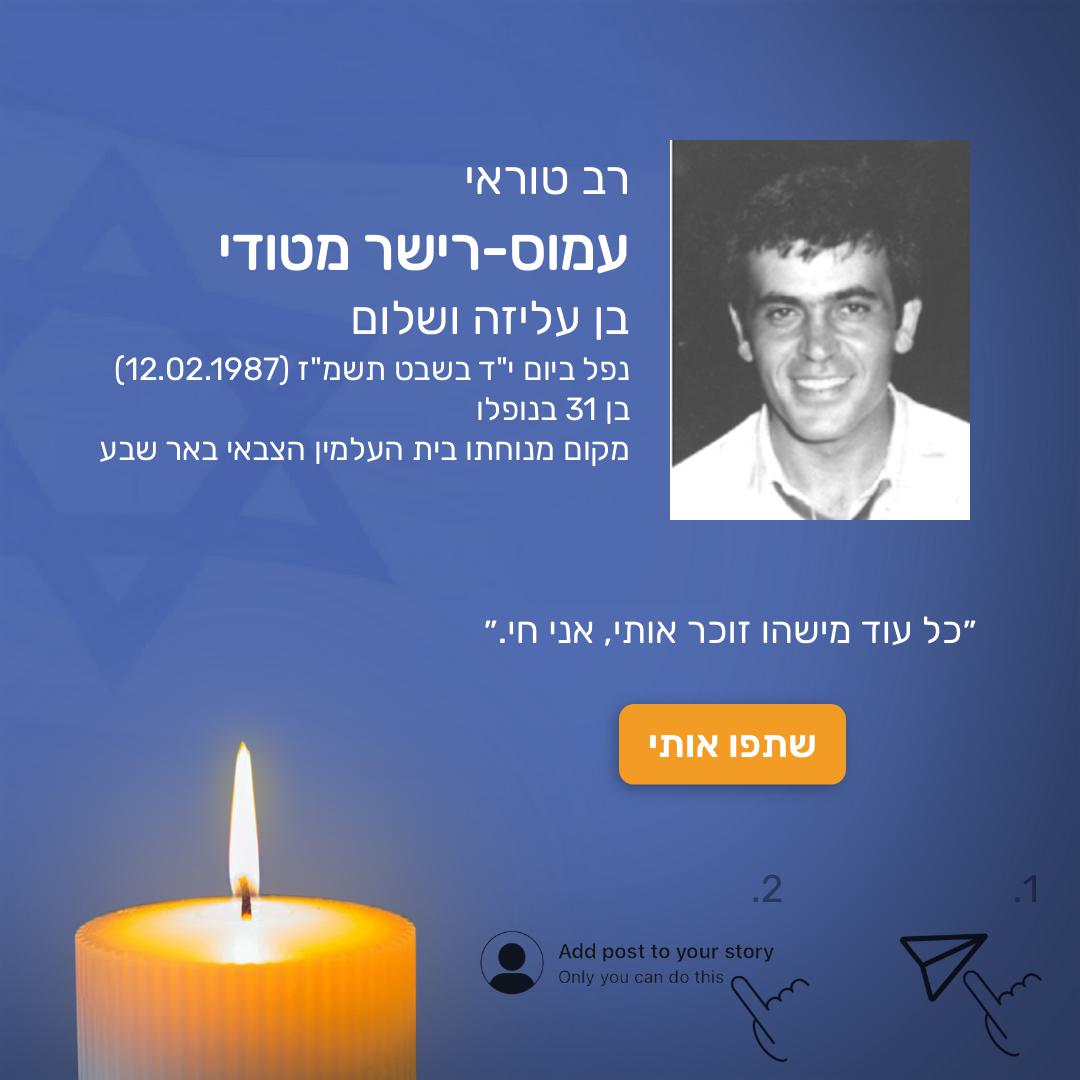 רב טוראי
עמוס-רישר מטודי
בן עליזה ושלום
נפל ביום י"ד בשבט תשמ"ז (12.02.1987)
בן 31 בנופלו
מקום מנוחתו בית העלמין הצבאי באר שבע
״כל עוד מישהו זוכר אותי, אני חי.״
שתפו אותי
.1
.2
Add post to your story
Only you can do this